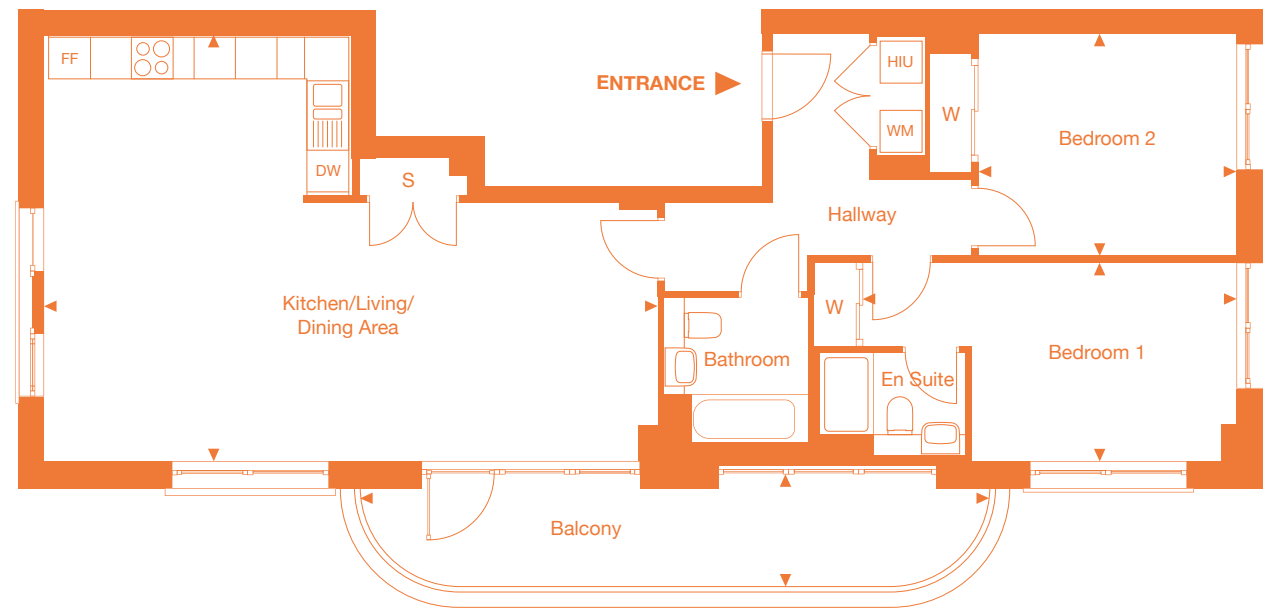 FF
HIU
ENTRANCE
W
WM
Bedroom 2
DW
S
Hallway
Kitchen/Living/
Dining Area
W
Bathroom
Bedroom 1
En Suite
Balcony